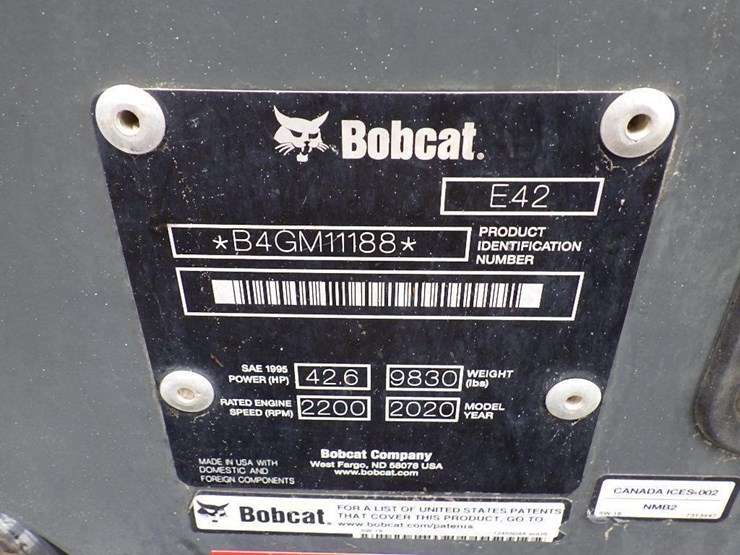 Bobcat.
E42
*B4GM11188*
PRODUCT
IDENTIFICATION
NUMBER
SAE 1995
POWER (HP)
42.6
9830
WEIGHT
(lbs)
RATED ENGINE
SPEED (RPM)
2200
2020
MODEL
YEAR
MADE IN USA WITH
DOMESTIC AND
FOREIGN COMPONENTS
Bobcat Company
West Fargo, ND 58078 USA
www.bobcat.com
Bobcat.
FOR A LIST OF UNITED STATES PATENTS
THAT COVER THIS PRODUCT, GO TO
www.bobcat.com/patents
CANADA ICES-002
NMB2